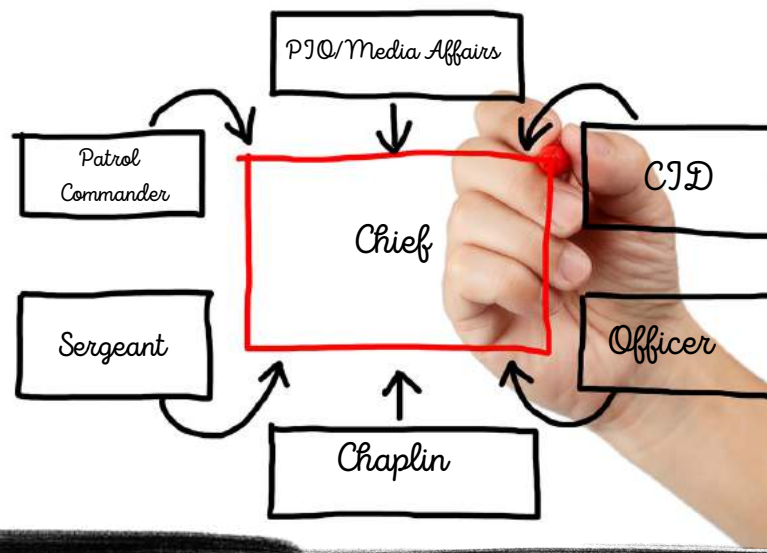 PIO/Media Affairs
Patrol
Commander
CID
Chief
Sergeant
Officer
Chaplin